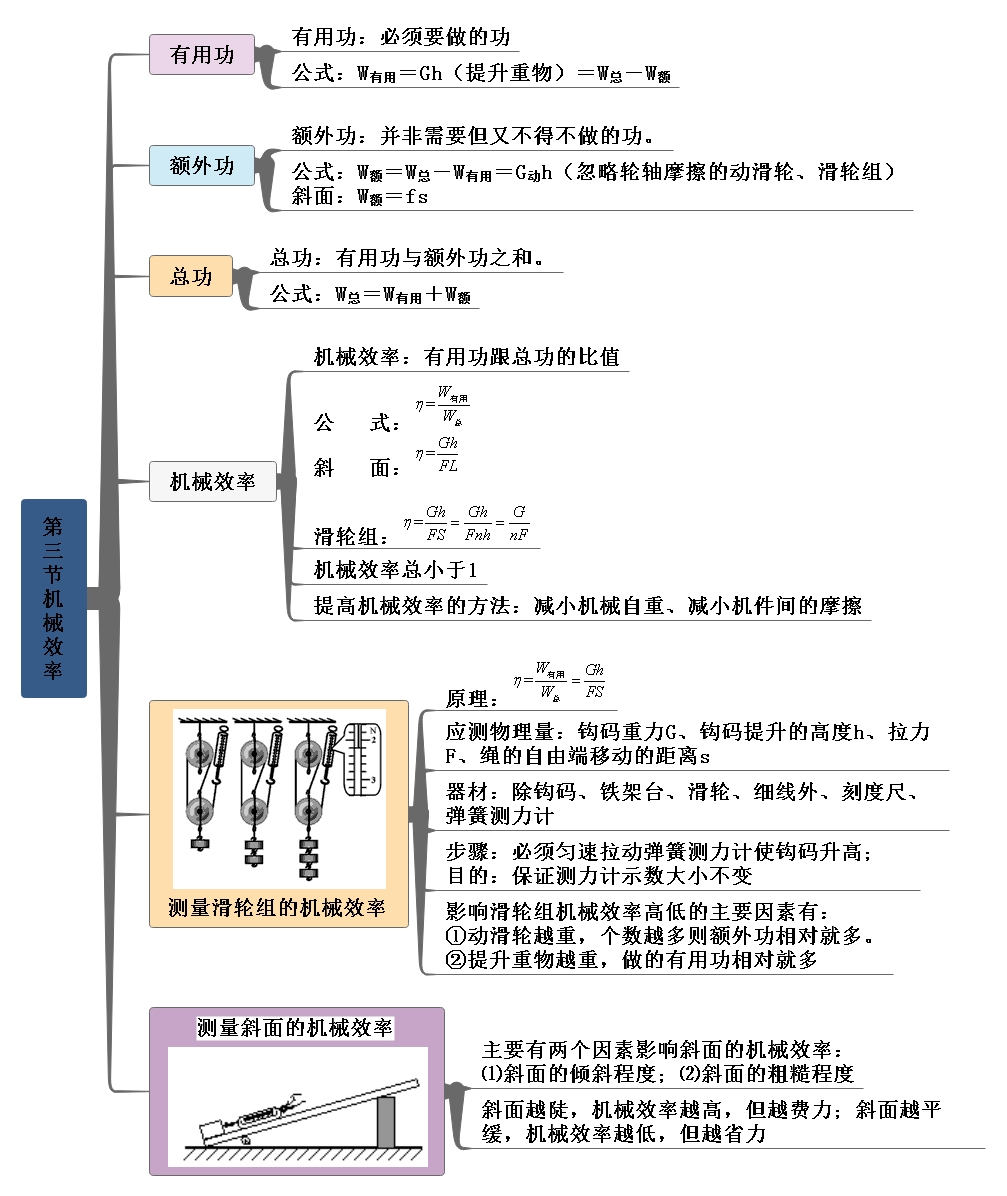 第三节机械效率
有用功
有用功：必须要做的功
公式：W有用＝Gh（提升重物）＝W总－W额
额外功
额外功：并非需要但又不得不做的功。
公式：W额＝W总－W有用＝G动h（忽略轮轴摩擦的动滑轮、滑轮组）
斜面：W额＝fs
总功
总功：有用功与额外功之和。
公式：W总＝W有用＋W额
机械效率
机械效率：有用功跟总功的比值
公 式：η=W有用/W总
斜 面：η=Gh/FL
滑轮组：η=Gh/FS=Gh/Fnh=G/nF
机械效率总小于1
提高机械效率的方法：减小机械自重、减小机件间的摩擦
N
2
3
测量滑轮组的机械效率
原理：η=W有用/W总=Gh/FS
应测物理量：钩码重力G、钩码提升的高度h、拉力
F、绳的自由端移动的距离s
器材：除钩码、铁架台、滑轮、细线外、刻度尺、
弹簧测力计
步骤：必须匀速拉动弹簧测力计使钩码升高；
目的：保证测力计示数大小不变
影响滑轮组机械效率高低的主要因素有：
①动滑轮越重，个数越多则额外功相对就多。
②提升重物越重，做的有用功相对就多
测量斜面的机械效率
主要有两个因素影响斜面的机械效率：
⑴斜面的倾斜程度；⑵斜面的粗糙程度
斜面越陡，机械效率越高，但越费力；斜面越平
缓，机械效率越低，但越省力